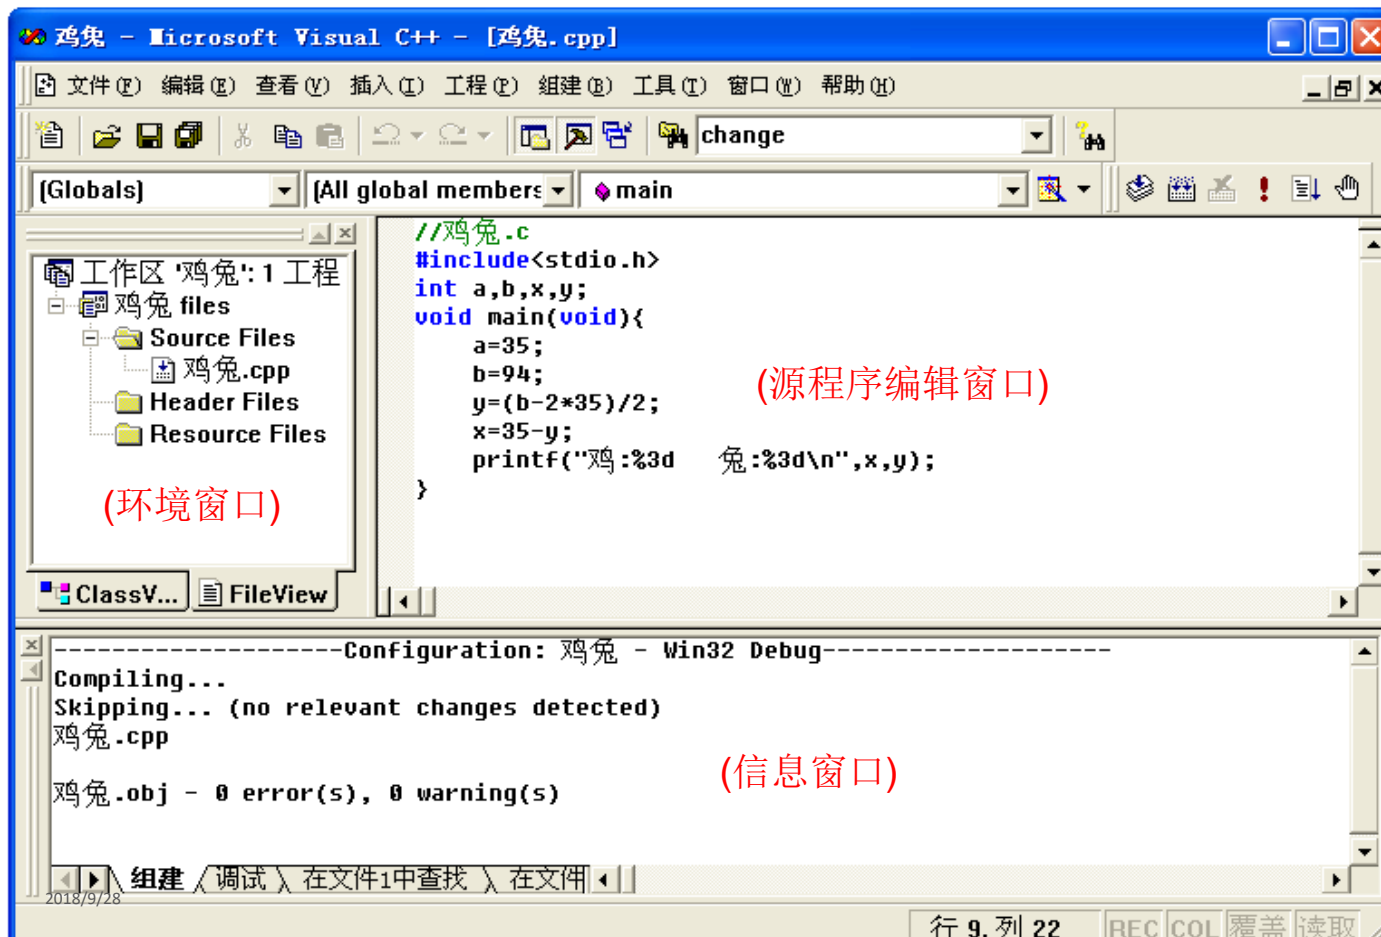 鸡兔 - Microsoft Visual C++ - [鸡兔.cpp]
文件(F) 编辑(E) 查看(V) 插入(I) 工程(P) 组建(B) 工具(T) 窗口(W) 帮助(H)
change
(Globals) (All global members main
工作区 '鸡兔': 1 工程
鸡兔 files
Source Files
鸡兔.cpp
Header Files
Resource Files
(环境窗口)
ClassV... FileView
//鸡兔.c
#include<stdio.h>
int a,b,x,y;
void main(void){
a=35;
b=94;
y=(b-2*35)/2;
x=35-y;
printf("鸡:%3d   兔:%3d\n",x,y);
}
(源程序编辑窗口)
--------------------Configuration: 鸡兔 - Win32 Debug--------------------
Compiling...
Skipping... (no relevant changes detected)
鸡兔.cpp
鸡兔.obj - 0 error(s), 0 warning(s)
(信息窗口)
组建 调试 在文件1中查找 在文件
2018/9/28
行 9, 列 22 REC COL 覆盖 读取